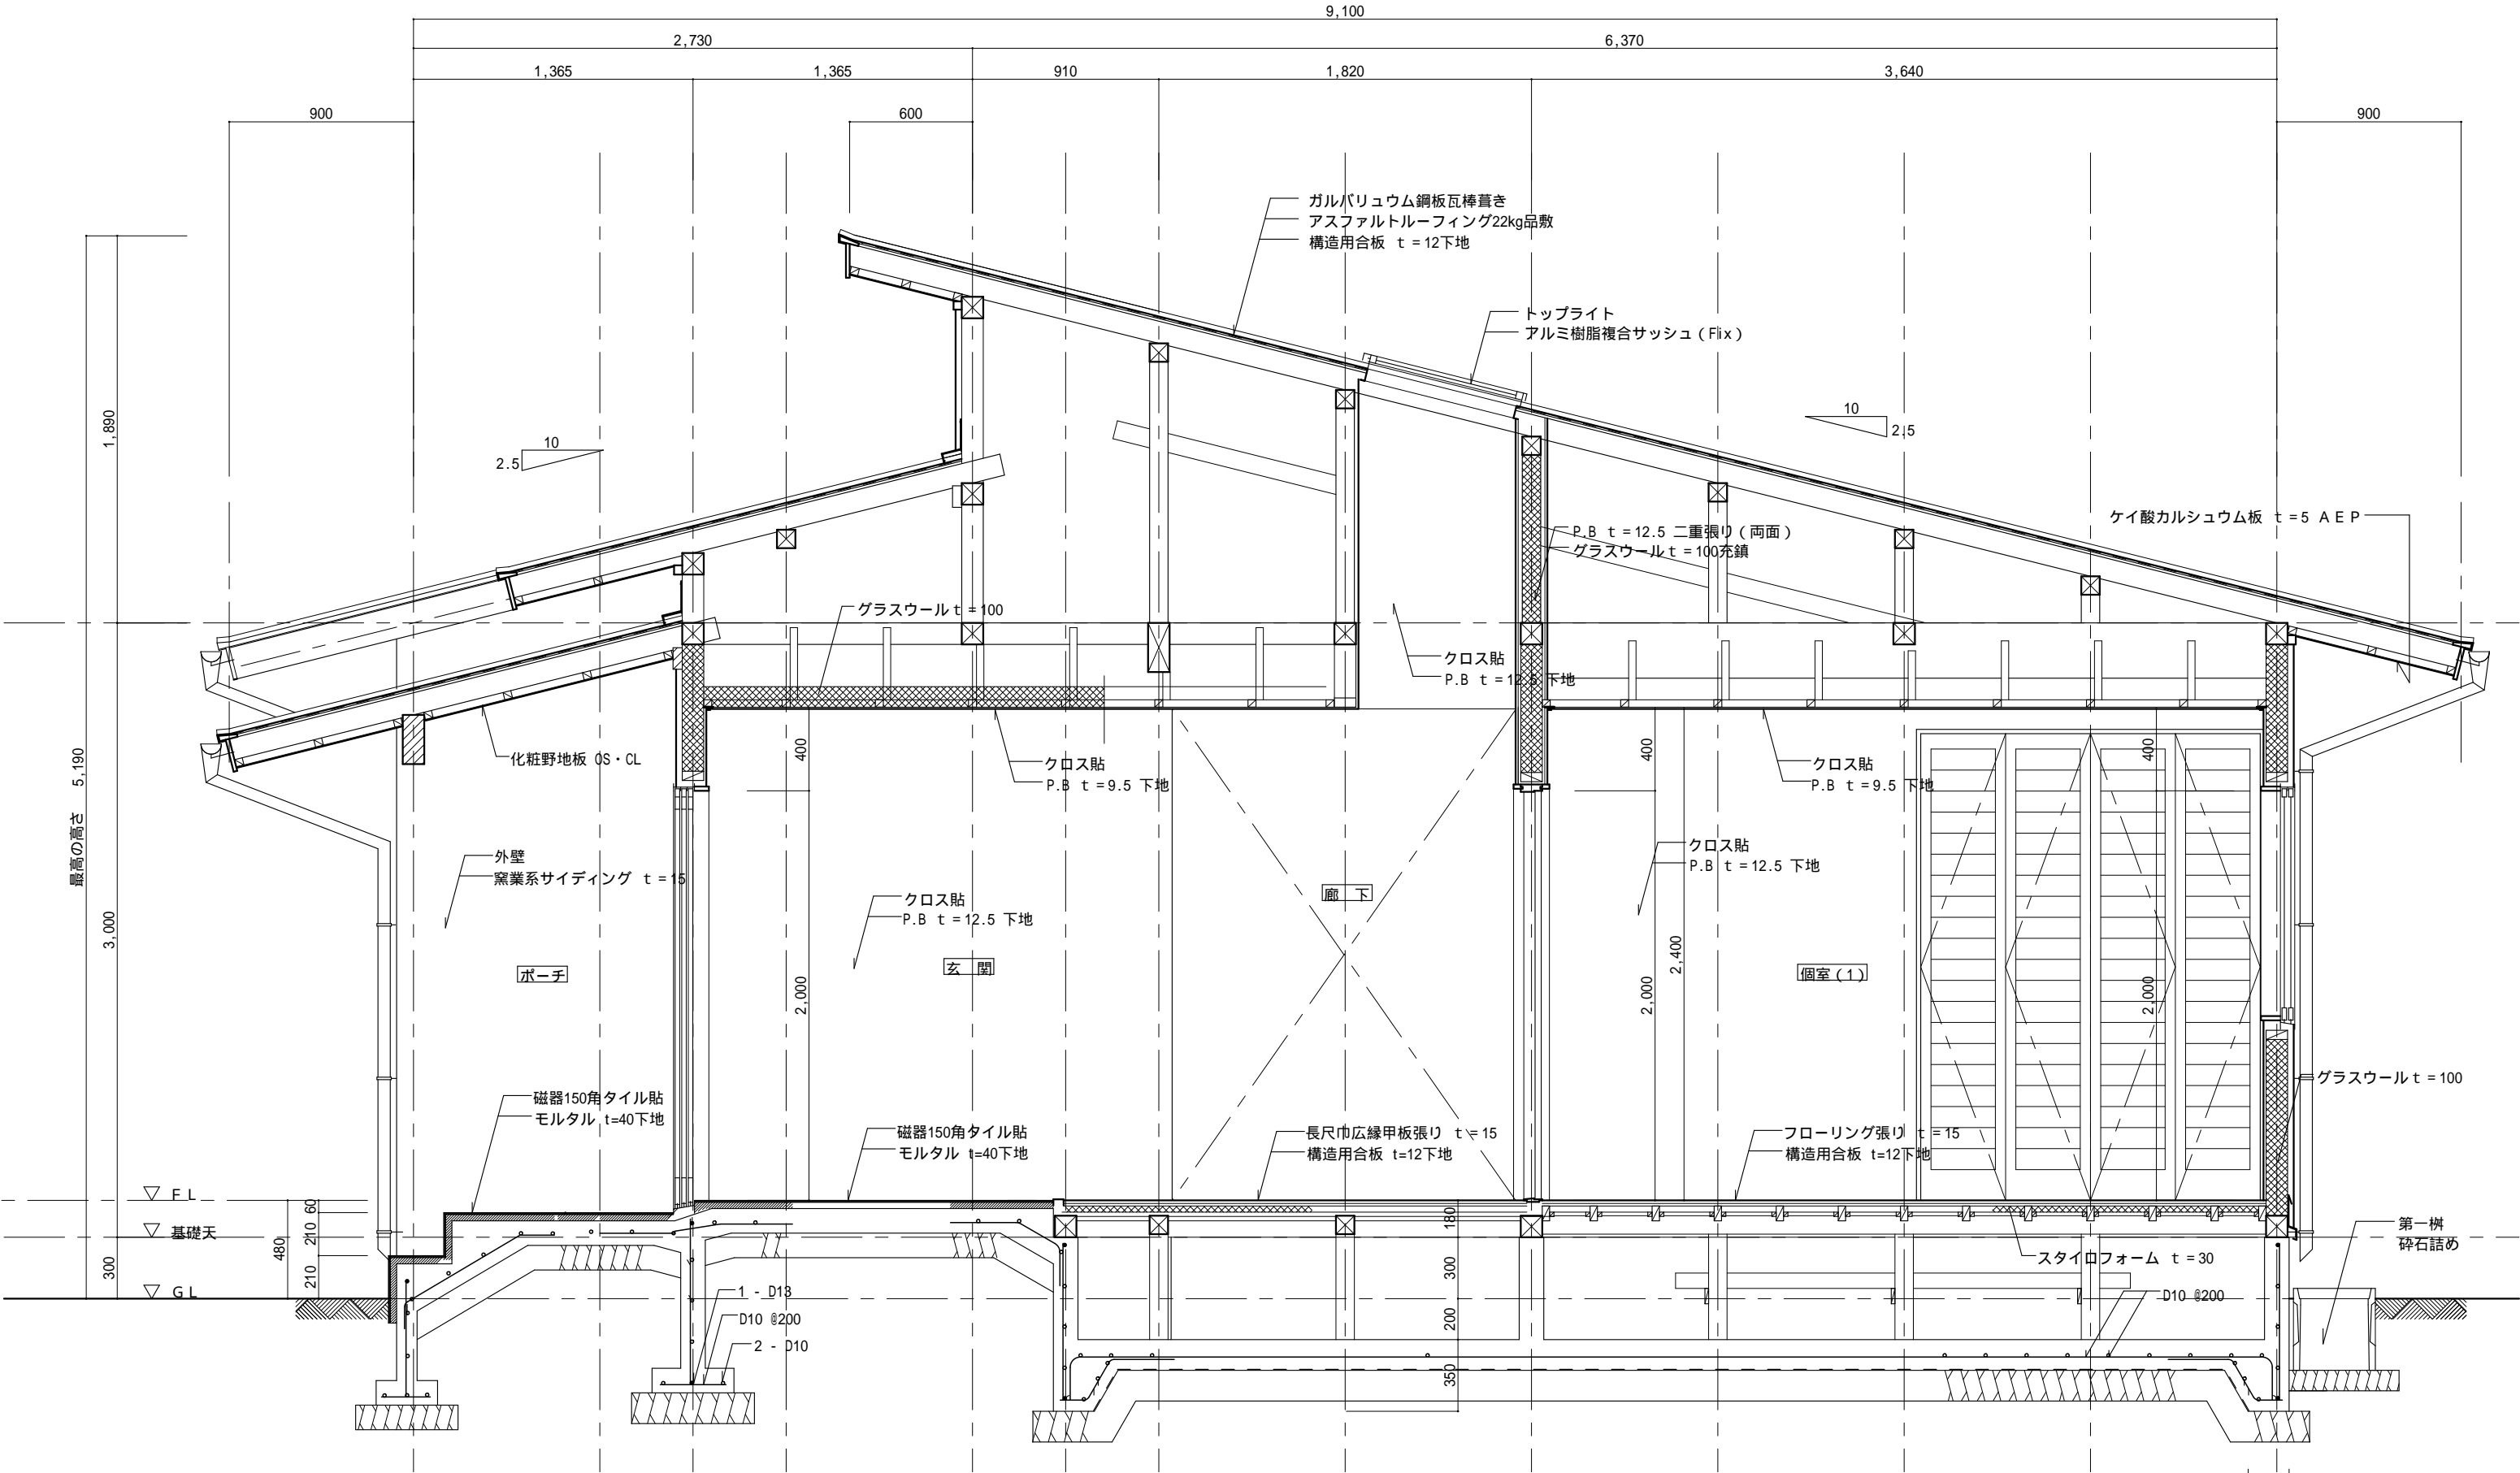 9,100
2,730
6,370
1,365
1,365
910
1,820
3,640
900
600
900
ガルバリュウム鋼板瓦棒葺き
アスファルトルーフィング22kg品敷
構造用合板 t=12下地
トップライト
アルミ樹脂複合サッシュ(Fix)
10
2.5
10
2.5
1,890
ケイ酸カルシュウム板 t=5 AEP
P.B t=12.5 二重張り(両面)
グラスウールt=100充鎮
グラスウールt=100
クロス貼
P.B t=12.5 下地
化粧野地板 OS・CL
400
クロス貼
P.B t=9.5 下地
400
クロス貼
P.B t=9.5 下地
400
最高の高さ 5,190
3,000
外壁
窯業系サイディング t=15
クロス貼
P.B t=12.5 下地
クロス貼
P.B t=12.5 下地
廊 下
ポーチ
玄 関
個室(1)
2,000
2,000
2,400
2,000
グラスウールt=100
磁器150角タイル貼
モルタル t=40下地
磁器150角タイル貼
モルタル t=40下地
長尺巾広縁甲板張り t=15
構造用合板 t=12下地
フローリング張り t=15
構造用合板 t=12下地
FL
基礎天
GL
60
210
210
480
300
180
300
200
350
第一桝
砕石詰め
スタイロフォーム t=30
1 - D13
D10 @200
2 - D10
D10 @200